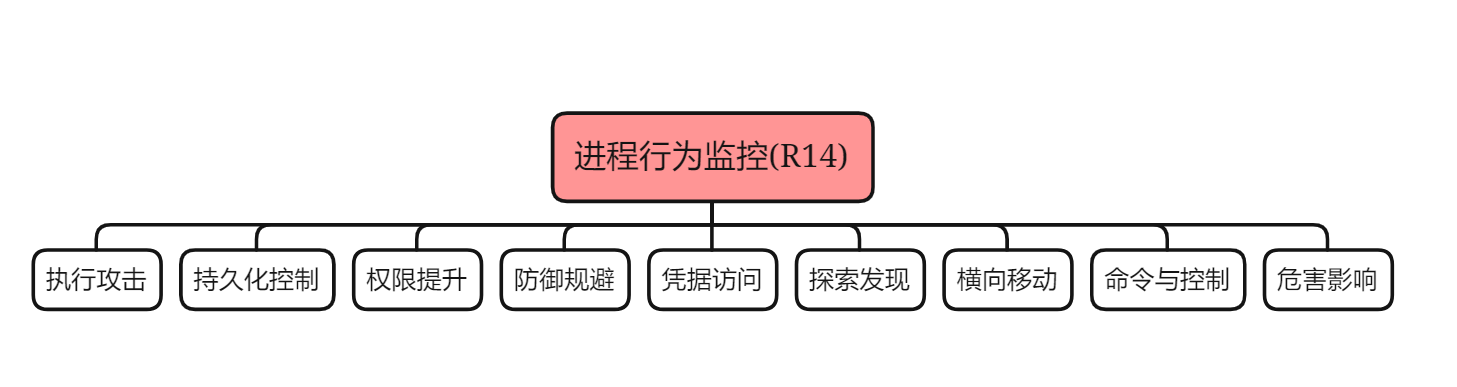 进程行为监控(R14)
执行攻击
持久化控制
权限提升
防御规避
凭据访问
探索发现
横向移动
命令与控制
危害影响